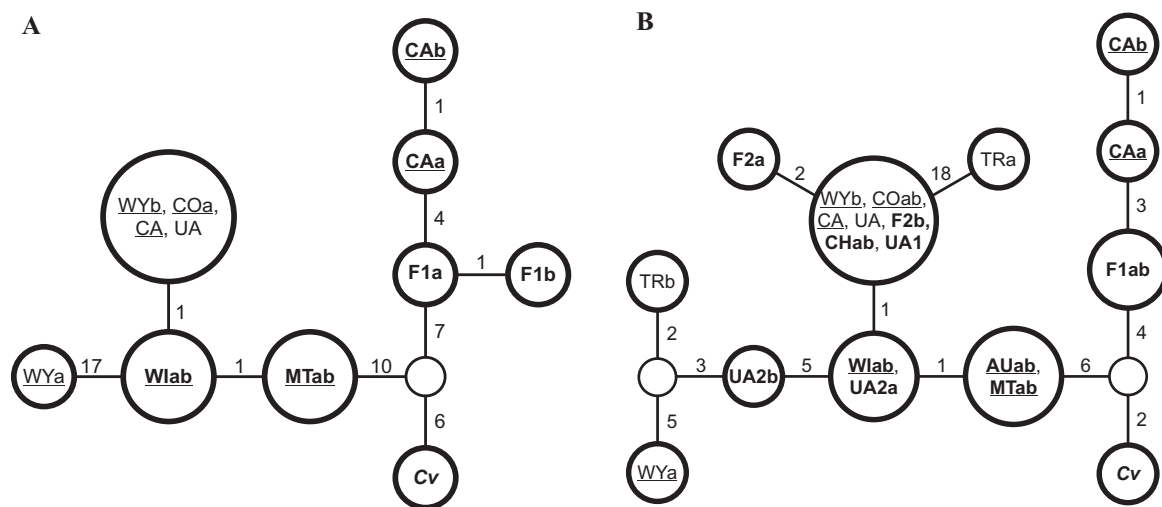 A
CAb
1
CAa
4
WYb, COa,
CA, UA
F1a
1
F1b
1
7
WYa
17
WIab
1
MTab
10
6
Cv
B
CAb
1
F2a
CAa
TRa
2
18
WYb, COab,
CA, UA, F2b,
CHab, UA1
3
F1ab
TRb
2
1
4
3
UA2b
5
WIab,
UA2a
1
AUab,
MTab
6
5
2
WYa
Cv